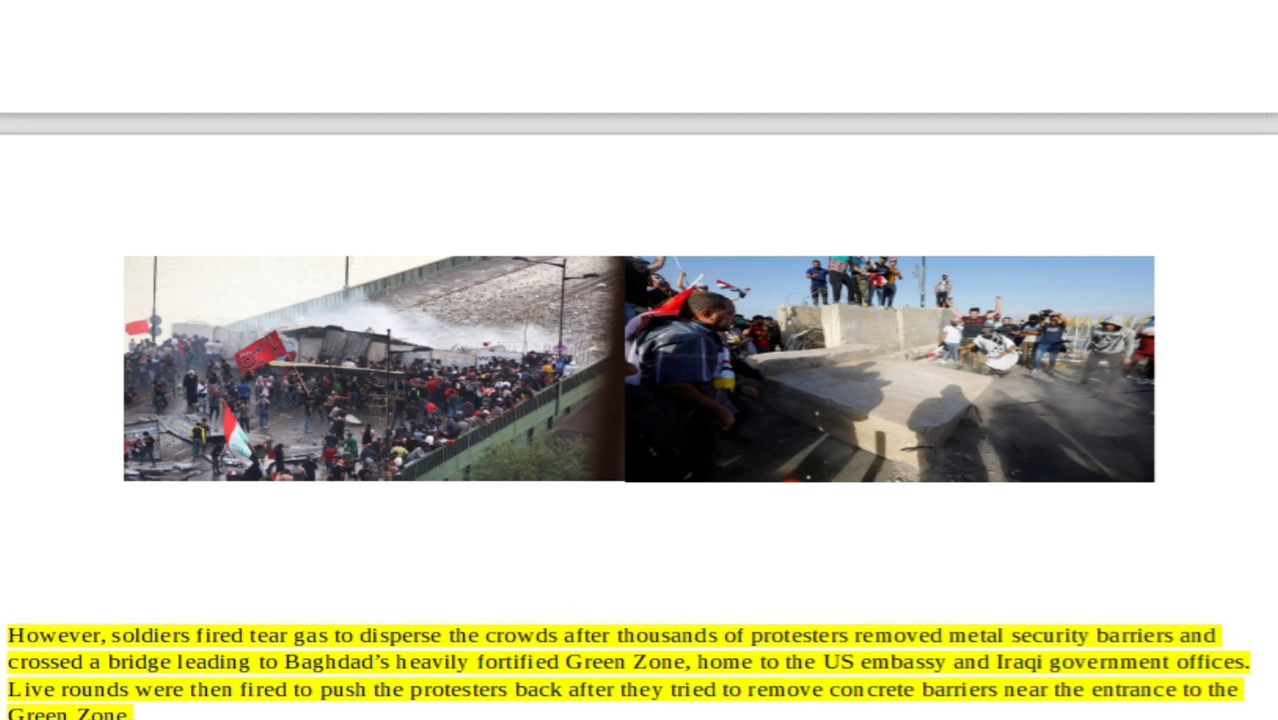 However, soldiers fired tear gas to disperse the crowds after thousands of protesters removed metal security barriers and
crossed a bridge leading to Baghdad’s heavily fortified Green Zone, home to the US embassy and Iraqi government offices.
Live rounds were then fired to push the protesters back after they tried to remove concrete barriers near the entrance to the
Green Zone.